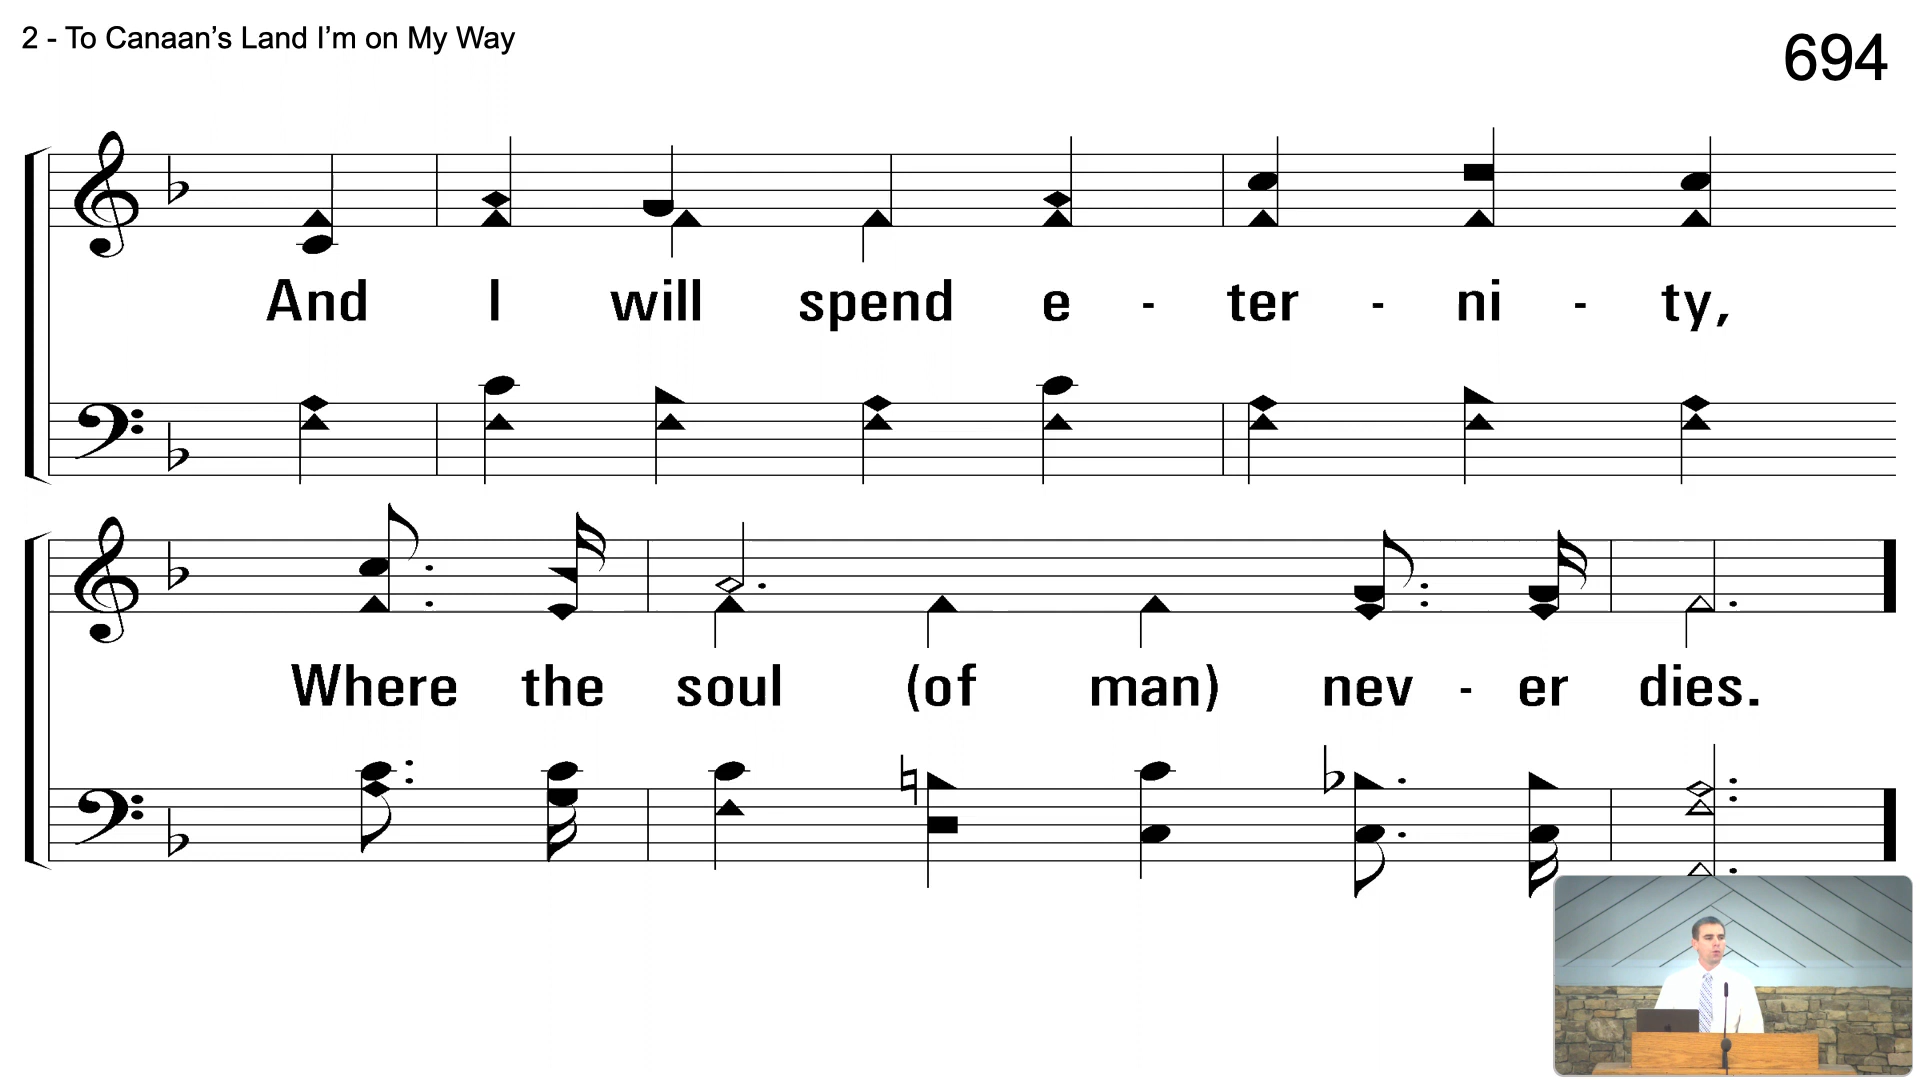 2 - To Canaan’s Land I’m on My Way
694
And I will spend e - ter - ni - ty,
Where the soul (of man) nev - er dies.